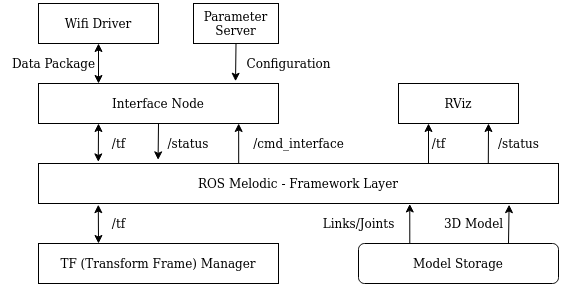 Wifi Driver
Parameter
Server
Data Package
Configuration
Interface Node
RViz
/tf
/status
/cmd_interface
/tf
/status
ROS Melodic - Framework Layer
/tf
Links/Joints
3D Model
TF (Transform Frame) Manager
Model Storage